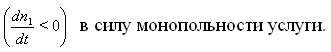 (dn₁/dt < 0) в силу монопольности услуги.